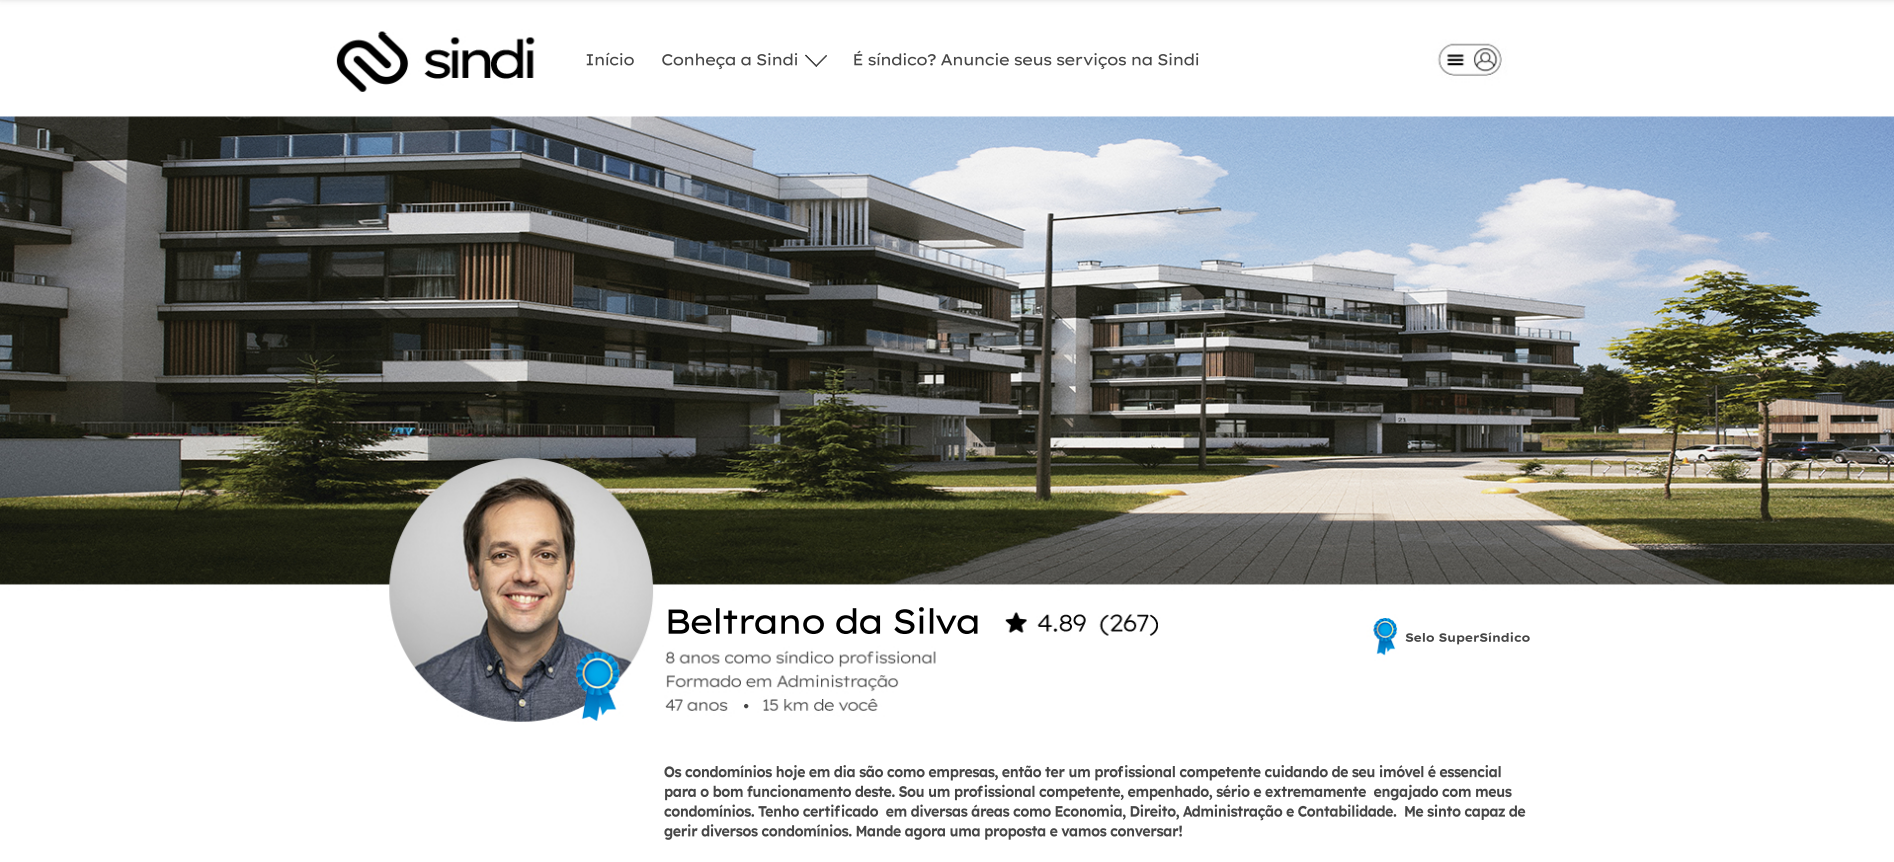 sindi
Início Conheça a Sindi É síndico? Anuncie seus serviços na Sindi
21
Beltrano da Silva ★ 4.89 (267)
Selo SuperSíndico
8 anos como síndico profissional
Formado em Administração
47 anos • 15 km de você
Os condomínios hoje em dia são como empresas, então ter um profissional competente cuidando de seu imóvel é essencial
para o bom funcionamento deste. Sou um profissional competente, empenhado, sério e extremamente engajado com meus
condomínios. Tenho certificado em diversas áreas como Economia, Direito, Administração e Contabilidade. Me sinto capaz de
gerir diversos condomínios. Mande agora uma proposta e vamos conversar!